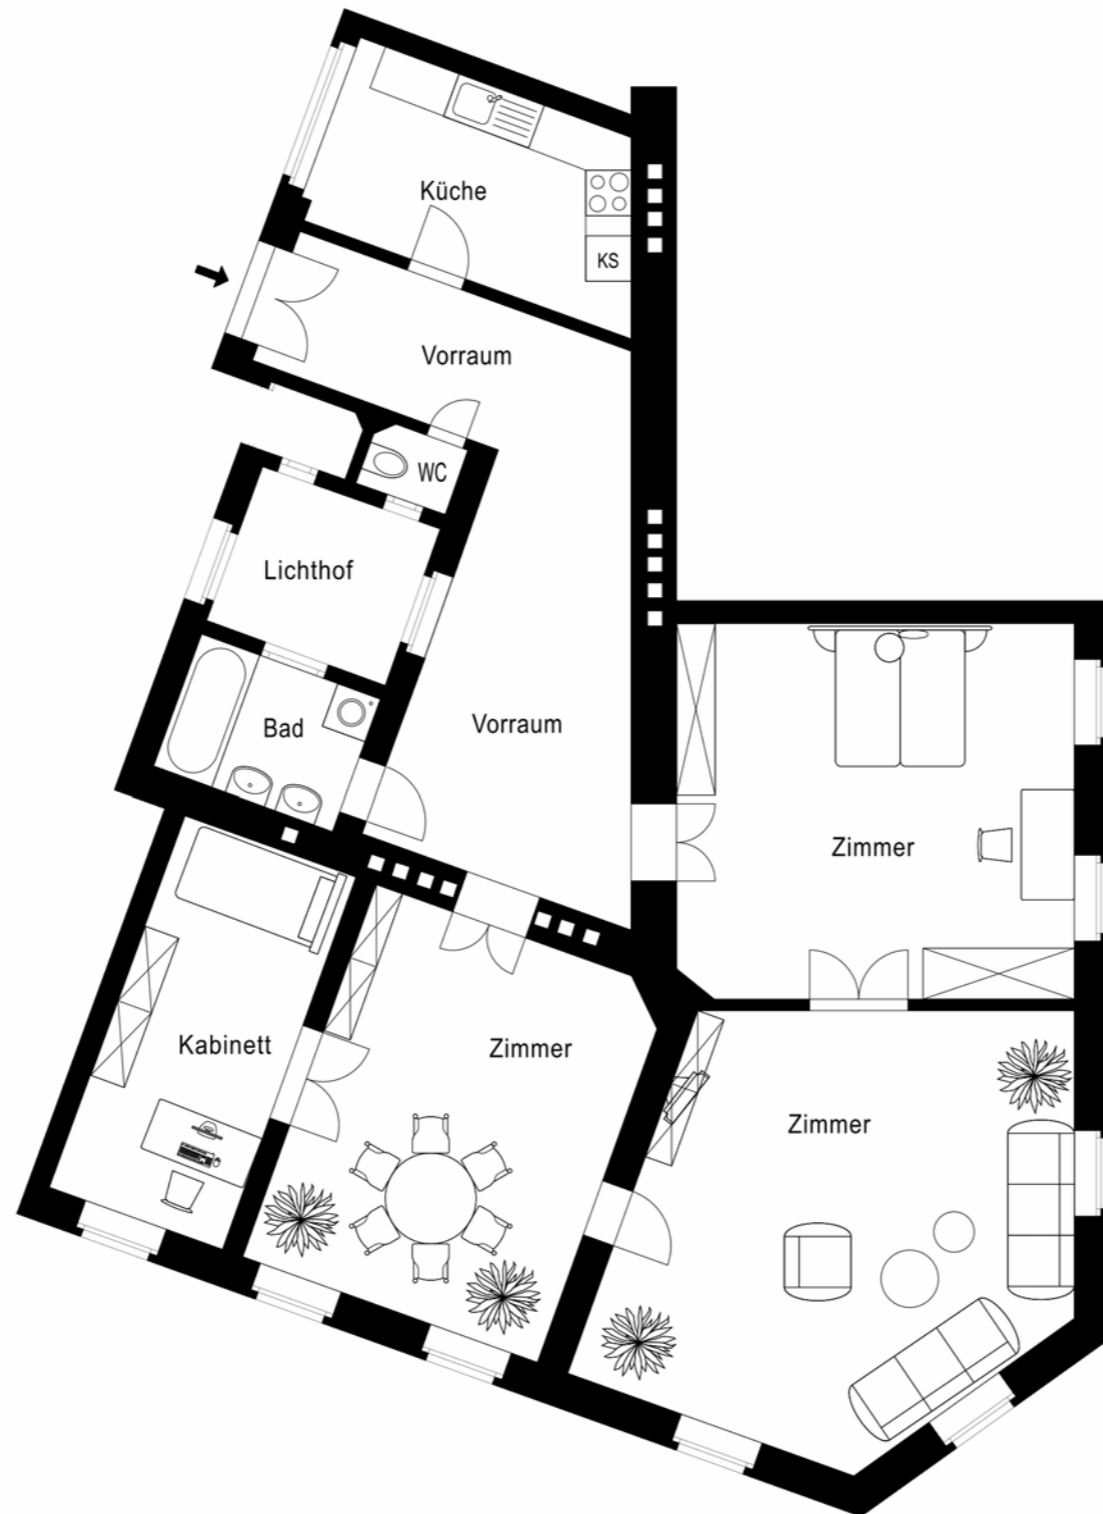 Küche
KS
Vorraum
WC
Lichthof
Bad
Vorraum
Zimmer
Kabinett
Zimmer
Zimmer